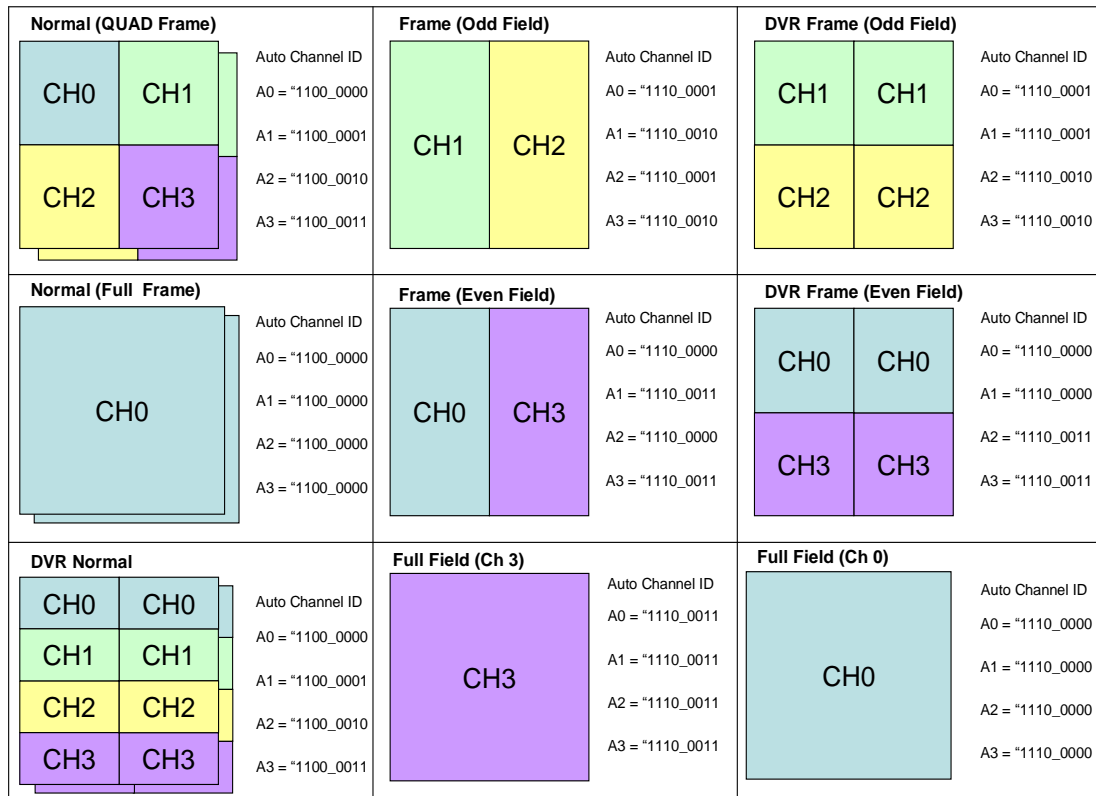 Normal (QUAD Frame)
CH0 CH1
CH2 CH3
Auto Channel ID
A0 = “1100_0000
A1 = “1100_0001
A2 = “1100_0010
A3 = “1100_0011
Frame (Odd Field)
CH1 CH2
Auto Channel ID
A0 = “1110_0001
A1 = “1110_0010
A2 = “1110_0001
A3 = “1110_0010
DVR Frame (Odd Field)
CH1 CH1
CH2 CH2
Auto Channel ID
A0 = “1110_0001
A1 = “1110_0001
A2 = “1110_0010
A3 = “1110_0010
Normal (Full Frame)
CH0
Auto Channel ID
A0 = “1100_0000
A1 = “1100_0000
A2 = “1100_0000
A3 = “1100_0000
Frame (Even Field)
CH0 CH3
Auto Channel ID
A0 = “1110_0000
A1 = “1110_0011
A2 = “1110_0000
A3 = “1110_0011
DVR Frame (Even Field)
CH0 CH0
CH3 CH3
Auto Channel ID
A0 = “1110_0000
A1 = “1110_0000
A2 = “1110_0011
A3 = “1110_0011
DVR Normal
CH0 CH0
CH1 CH1
CH2 CH2
CH3 CH3
Auto Channel ID
A0 = “1100_0000
A1 = “1100_0001
A2 = “1100_0010
A3 = “1100_0011
Full Field (Ch 3)
CH3
Auto Channel ID
A0 = “1110_0011
A1 = “1110_0011
A2 = “1110_0011
A3 = “1110_0011
Full Field (Ch 0)
CH0
Auto Channel ID
A0 = “1110_0000
A1 = “1110_0000
A2 = “1110_0000
A3 = “1110_0000